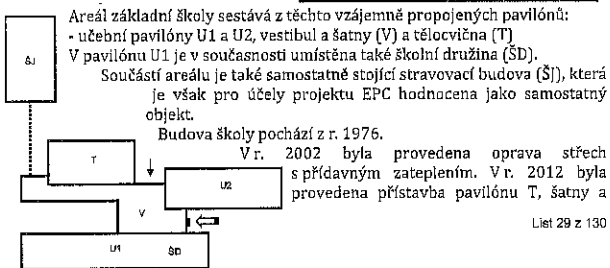 Areál základní školy sestává z těchto vzájemně propojených pavilónů:
- učební pavilóny U1 a U2, vestibul a šatny (V) a tělocvična (T)
V pavilónu U1 je v současnosti umístěna také školní družina (ŠD).
Součástí areálu je také samostatně stojící stravovací budova (ŠJ), která
je však pro účely projektu EPC hodnocena jako samostatný
objekt.
Budova školy pochází z r. 1976.
V r. 2002 byla provedena oprava střech
s přídavným zateplením. V r. 2012 byla
provedena přístavba pavilónu T, šatny a
List 29 z 130
ŠJ
T
U2
V
U1
ŠD